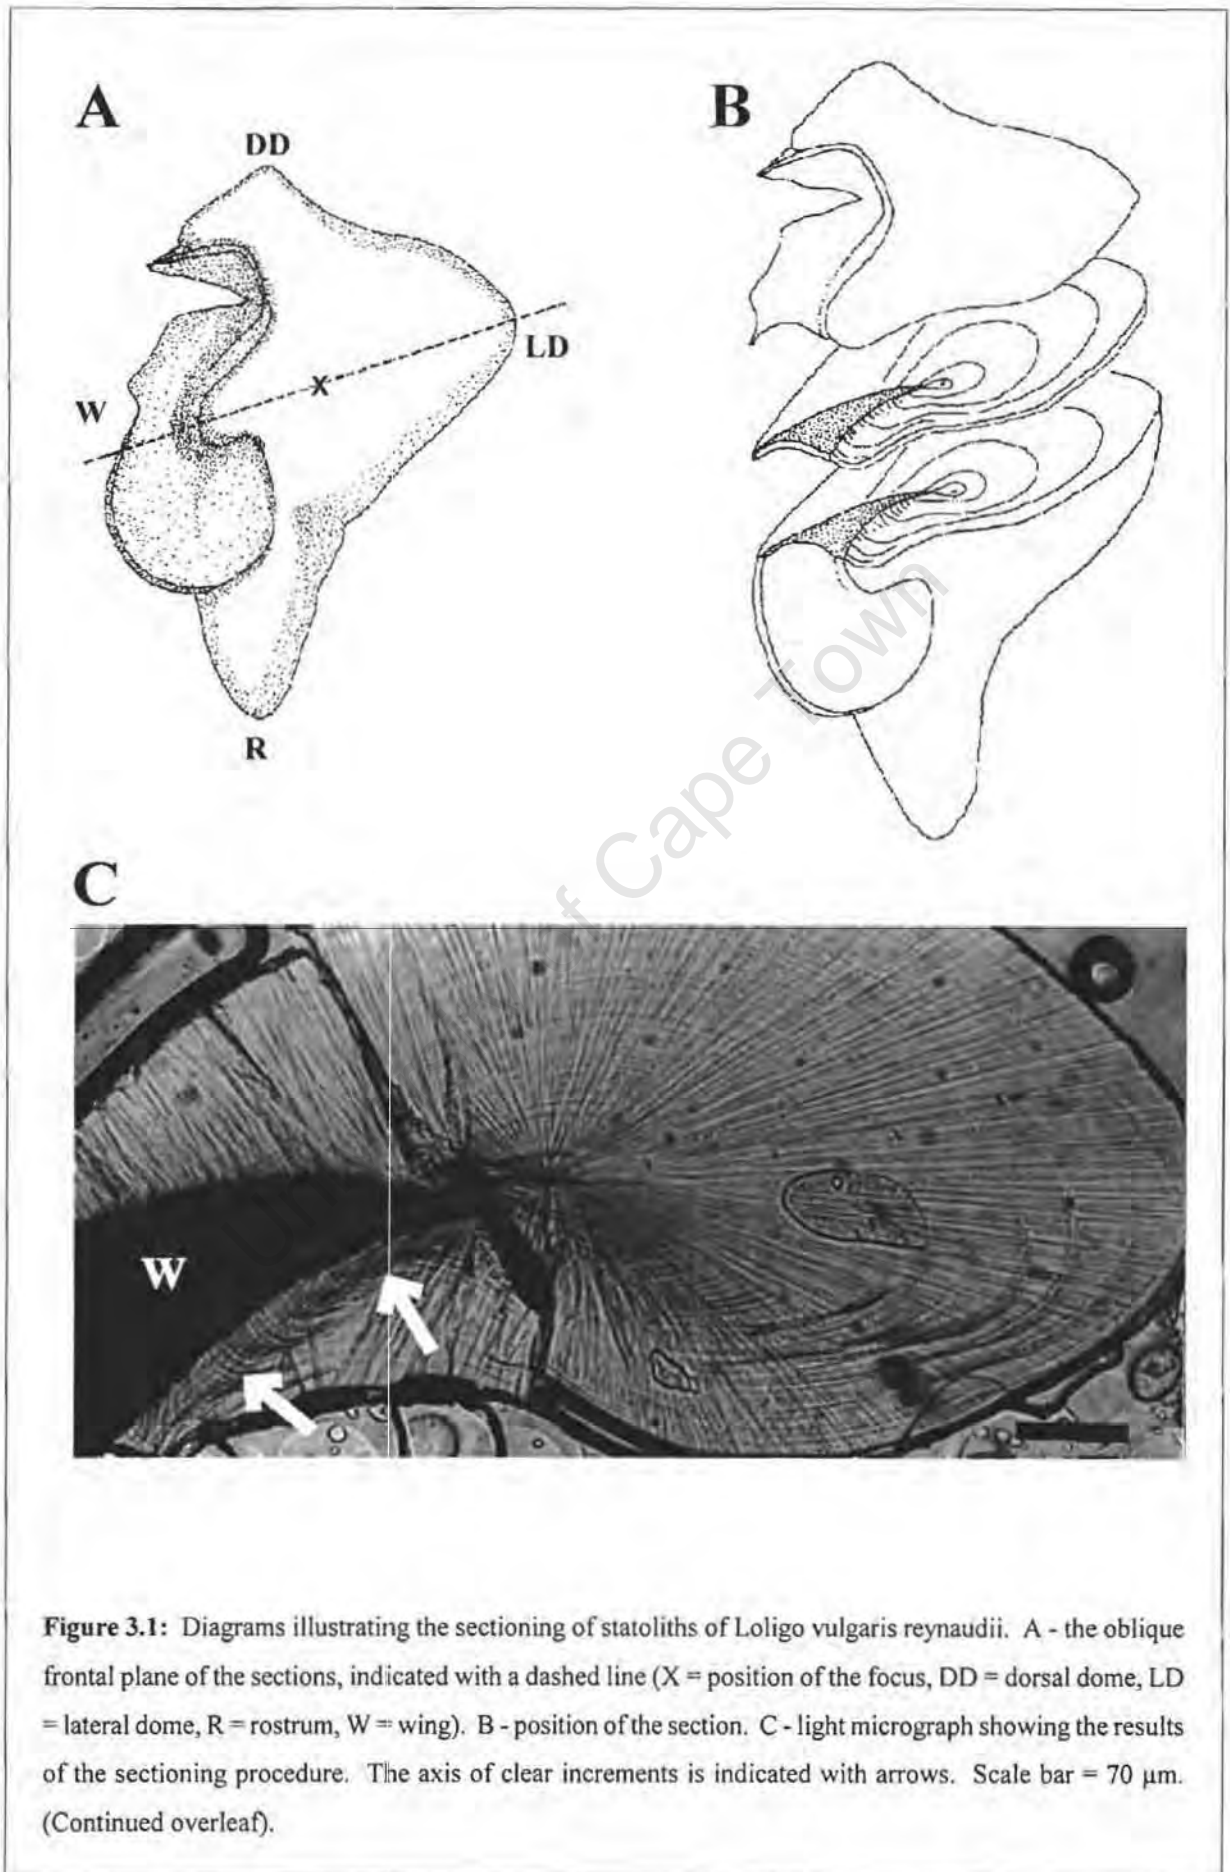 A
B
DD
LD
X
W
R
of Cape Town
C
W
Figure 3.1: Diagrams illustrating the sectioning of statoliths of Loligo vulgaris reynaudii. A - the oblique
frontal plane of the sections, indicated with a dashed line (X = position of the focus, DD = dorsal dome, LD
= lateral dome, R = rostrum, W = wing). B - position of the section. C - light micrograph showing the results
of the sectioning procedure. The axis of clear increments is indicated with arrows. Scale bar = 70 µm.
(Continued overleaf).